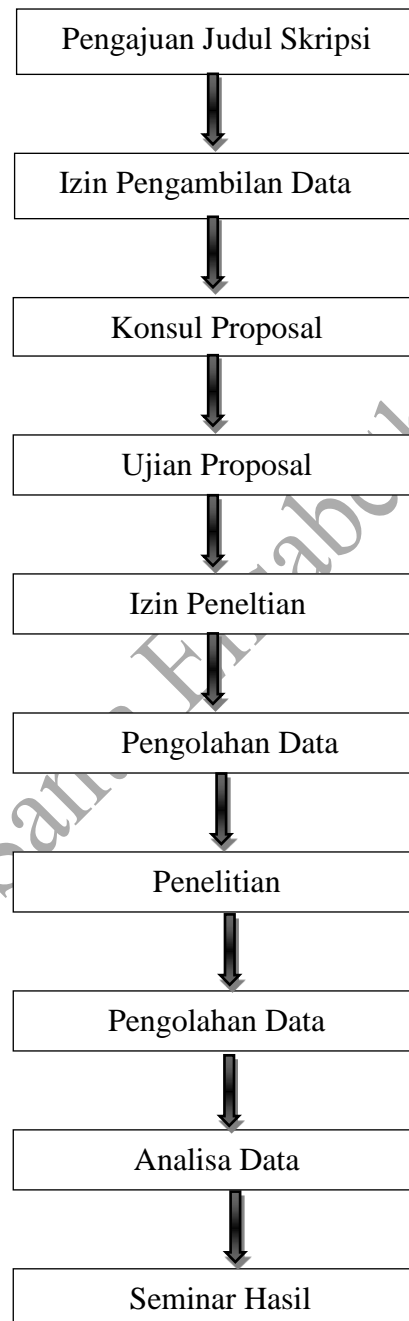 Pengajuan Judul Skripsi
Izin Pengambilan Data
Konsul Proposal
Ujian Proposal
Izin Peneltian
Pengolahan Data
Penelitian
Pengolahan Data
Analisa Data
Seminar Hasil